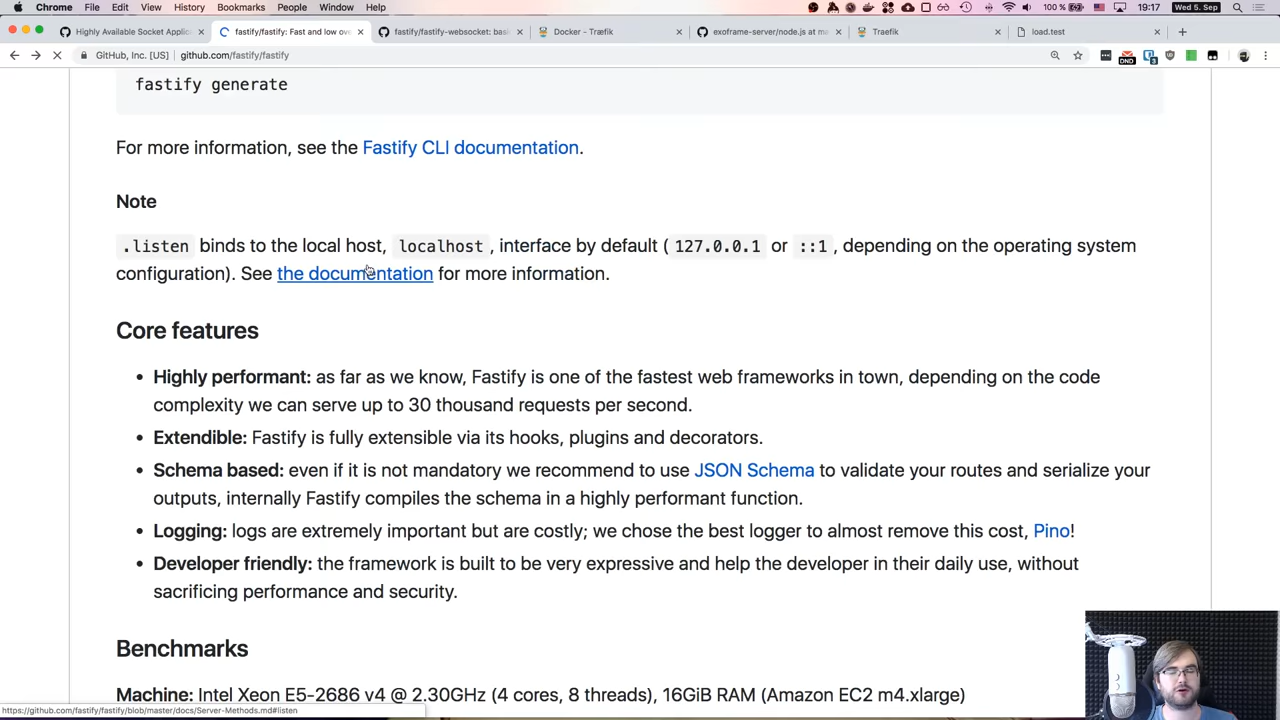 Chrome File Edit View History Bookmarks People Window Help 100 % Wed 5. Sep 19:17
Highly Available Socket Applic fastify/fastify: Fast and low ov fastify/fastify-websocket: bas Docker - Træfik exoframe-server/node.js at m Traefik load.test
GitHub, Inc. [US] github.com/fastify/fastify DND 3
fastify generate
For more information, see the Fastify CLI documentation.
Note
.listen binds to the local host, localhost , interface by default ( 127.0.0.1 or ::1 , depending on the operating system
configuration). See the documentation for more information.
Core features
• Highly performant: as far as we know, Fastify is one of the fastest web frameworks in town, depending on the code
complexity we can serve up to 30 thousand requests per second.
• Extendible: Fastify is fully extensible via its hooks, plugins and decorators.
• Schema based: even if it is not mandatory we recommend to use JSON Schema to validate your routes and serialize your
outputs, internally Fastify compiles the schema in a highly performant function.
• Logging: logs are extremely important but are costly; we chose the best logger to almost remove this cost, Pino!
• Developer friendly: the framework is built to be very expressive and help the developer in their daily use, without
sacrificing performance and security.
Benchmarks
Machine: Intel Xeon E5-2686 v4 @ 2.30GHz (4 cores, 8 threads), 16GiB RAM (Amazon EC2 m4.xlarge)
https://github.com/fastify/fastify/blob/master/docs/Server-Methods.md#listen